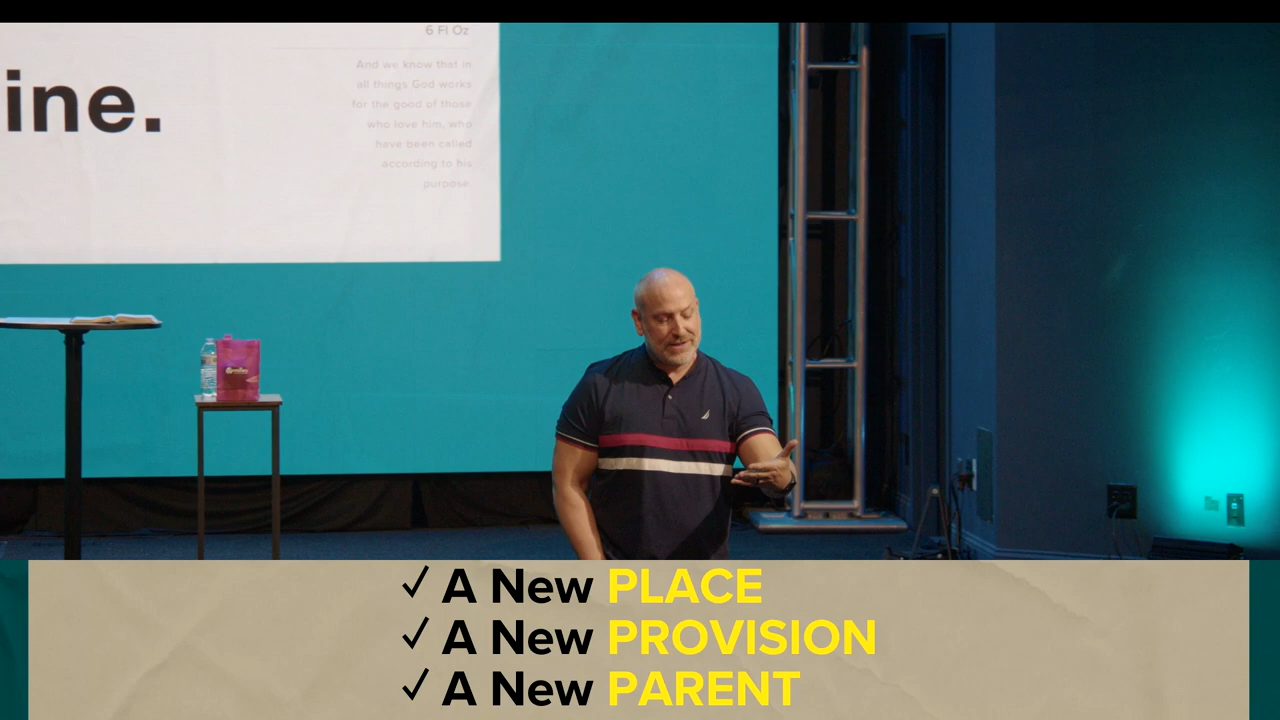 6 Fl Oz
ine.
And we know that in
all things God works
for the good of those
who love him, who
have been called
according to his
purpose.
✓ A New PLACE
✓ A New PROVISION
✓ A New PARENT